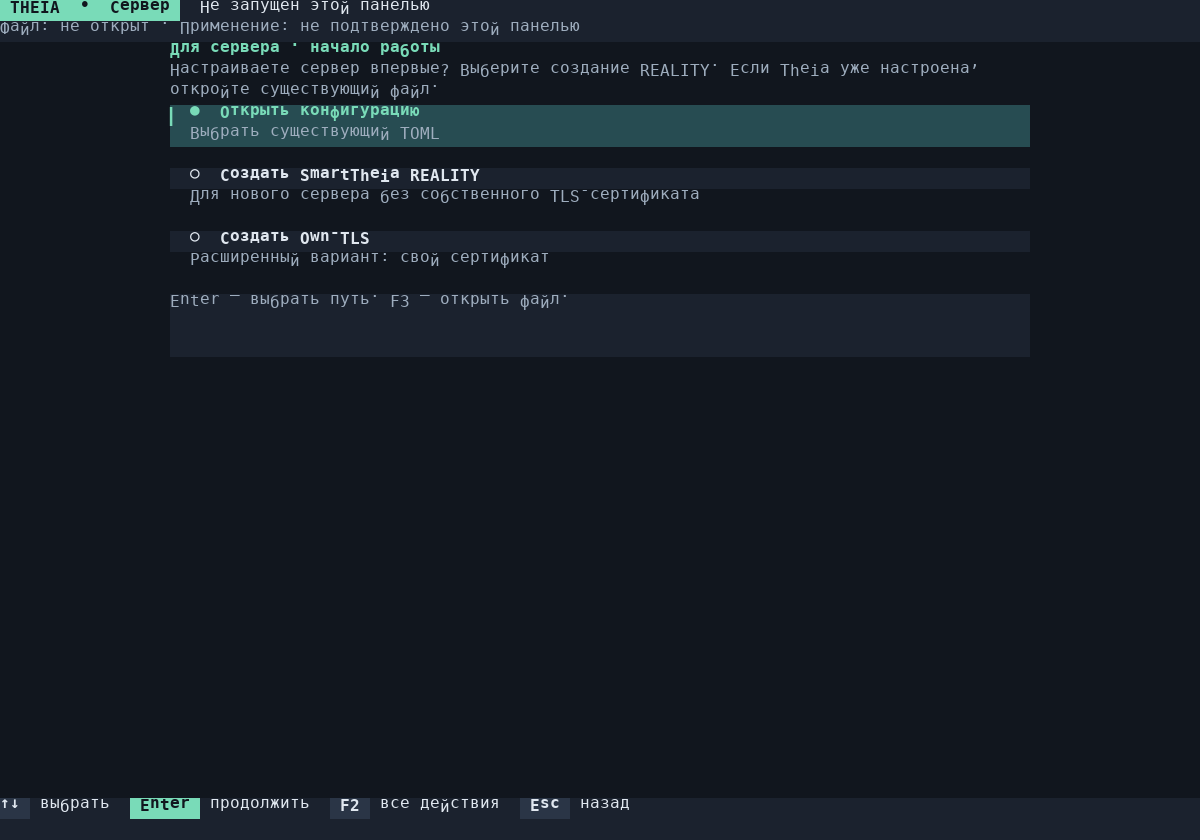 THEIA • Сервер Не запущен этой панелью
Файл: не открыт · Применение: не подтверждено этой панелью
Для сервера · начало работы
Настраиваете сервер впервые? Выберите создание REALITY. Если Theia уже настроена,
откройте существующий файл.
● Открыть конфигурацию
Выбрать существующий TOML
○ Создать SmartTheia REALITY
Для нового сервера без собственного TLS-сертификата
○ Создать Own-TLS
Расширенный вариант: свой сертификат
Enter — выбрать путь. F3 — открыть файл.
↑↓ выбрать Enter продолжить F2 все действия Esc назад